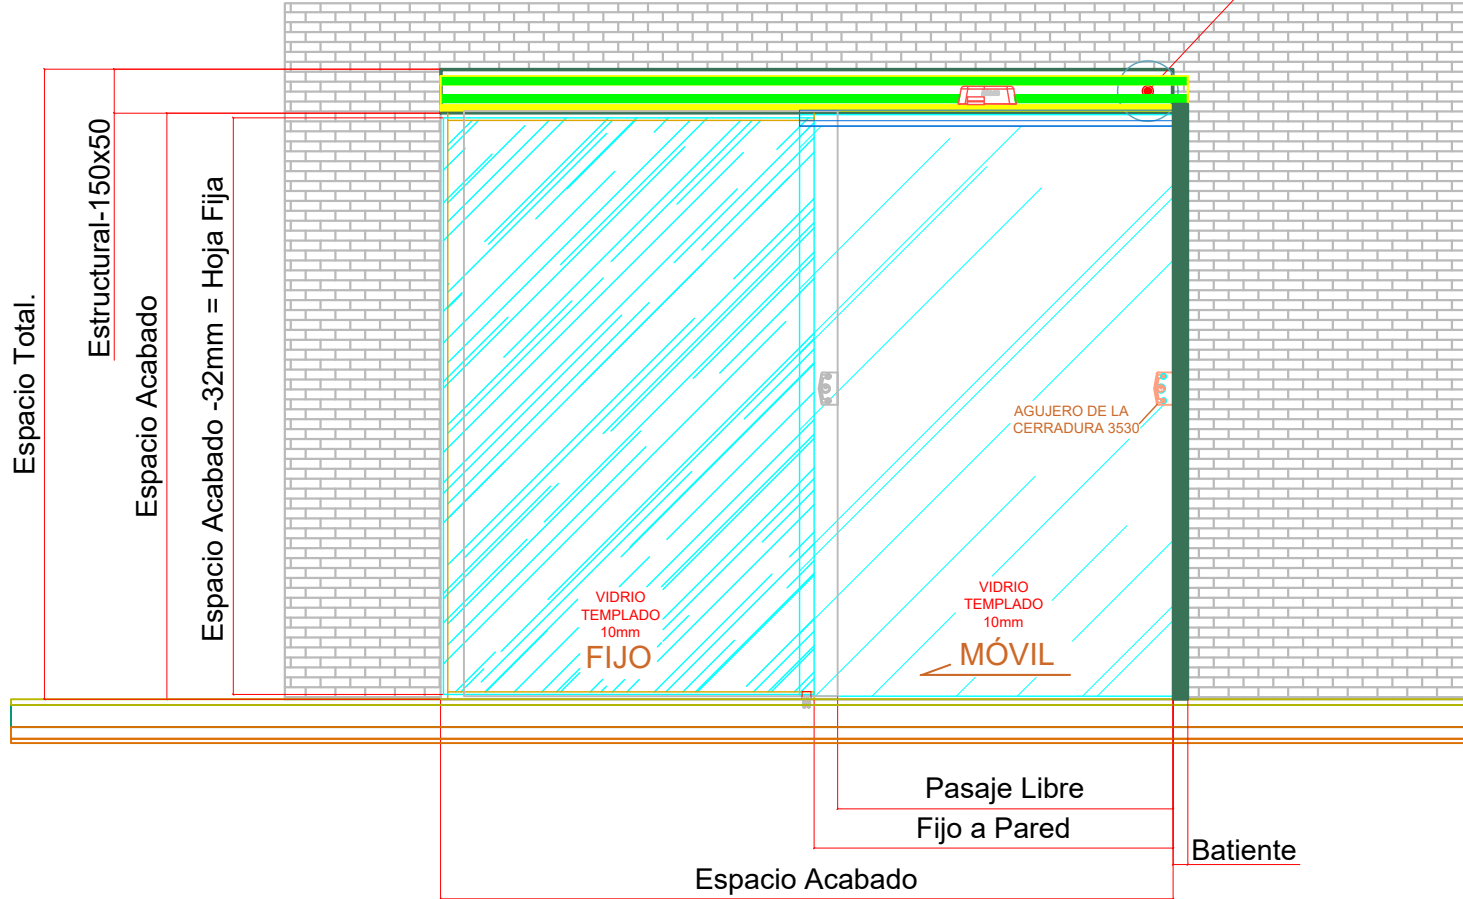 Espacio Total.
Estructural-150x50
Espacio Acabado
Espacio Acabado -32mm = Hoja Fija
AGUJERO DE LA
CERRADURA 3530
VIDRIO
TEMPLADO
10mm
FIJO
VIDRIO
TEMPLADO
10mm
MÓVIL
Pasaje Libre
Fijo a Pared
Batiente
Espacio Acabado